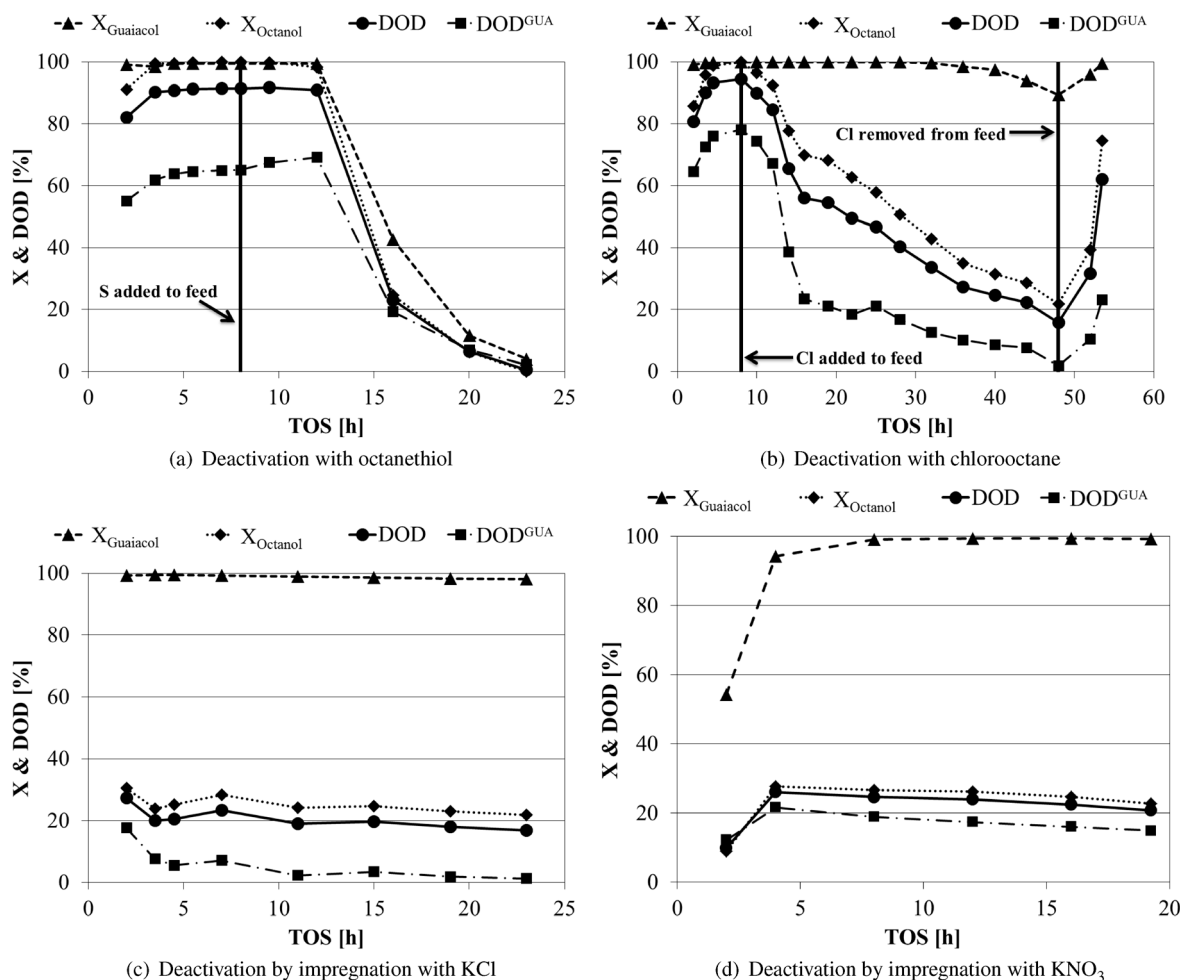 X_Guaiacol X_Octanol DOD DOD^GUA
100
80
60
40
20
0
X & DOD [%]
S added to feed
0 5 10 15 20 25
TOS [h]
(a) Deactivation with octanethiol
X_Guaiacol X_Octanol DOD DOD^GUA
100
80
60
40
20
0
X & DOD [%]
Cl removed from feed
Cl added to feed
0 10 20 30 40 50 60
TOS [h]
(b) Deactivation with chlorooctane
X_Guaiacol X_Octanol DOD DOD^GUA
100
80
60
40
20
0
X & DOD [%]
0 5 10 15 20 25
TOS [h]
(c) Deactivation by impregnation with KCl
X_Guaiacol X_Octanol DOD DOD^GUA
100
80
60
40
20
0
X & DOD [%]
0 5 10 15 20
TOS [h]
(d) Deactivation by impregnation with KNO₃